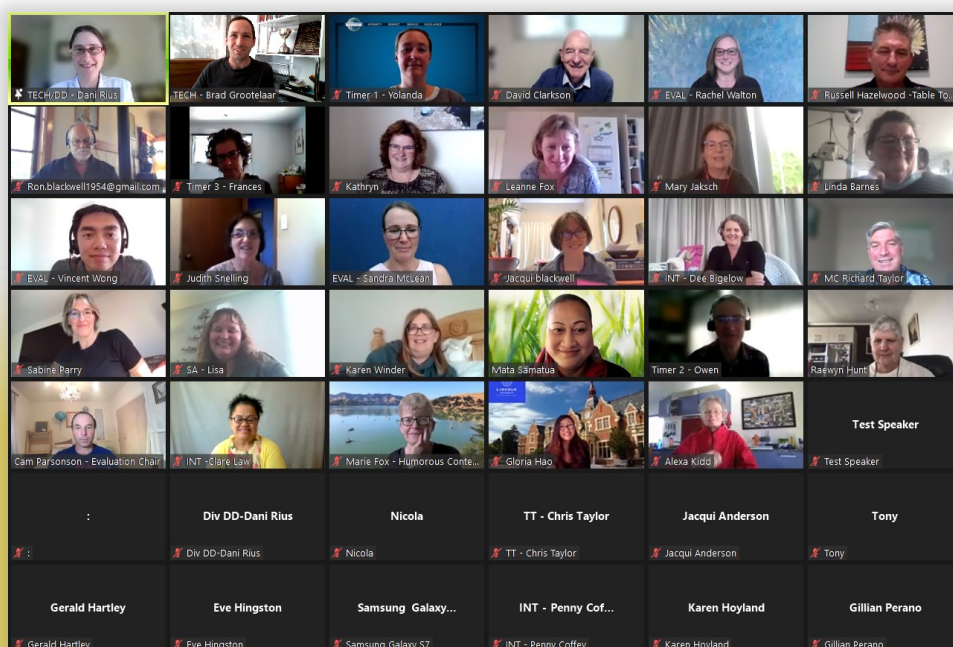 TECH/DD - Dani Rius
TECH - Brad Grootelaar
INTEGRITY RESPECT SERVICE EXCELLENCE
Timer 1 - Yolanda
David Clarkson
EVAL - Rachel Walton
Russell Hazelwood -Table To...
Ron.blackwell1954@gmail.com
Timer 3 - Frances
Kathryn
Leanne Fox
Mary Jaksch
Linda Barnes
EVAL - Vincent Wong
Judith Snelling
EVAL - Sandra McLean
Jacqui blackwell
INT - Dee Bigelow
MC Richard Taylor
Sabine Parry
SA - Lisa
Karen Winder
Mata Samatua
Timer 2 - Owen
Raewyn Hunt
Cam Parsonson - Evaluation Chair
INT -Clare Law
Marie Fox - Humorous Conte...
Gloria Hao
Alexa Kidd
Test Speaker
Test Speaker
:
:
Div DD-Dani Rius
Div DD-Dani Rius
Nicola
Nicola
TT - Chris Taylor
TT - Chris Taylor
Jacqui Anderson
Jacqui Anderson
Tony
Tony
Gerald Hartley
Gerald Hartley
Eve Hingston
Eve Hingston
Samsung Galaxy...
Samsung Galaxy S7
INT - Penny Cof...
INT - Penny Coffey
Karen Hoyland
Karen Hoyland
Gillian Perano
Gillian Perano